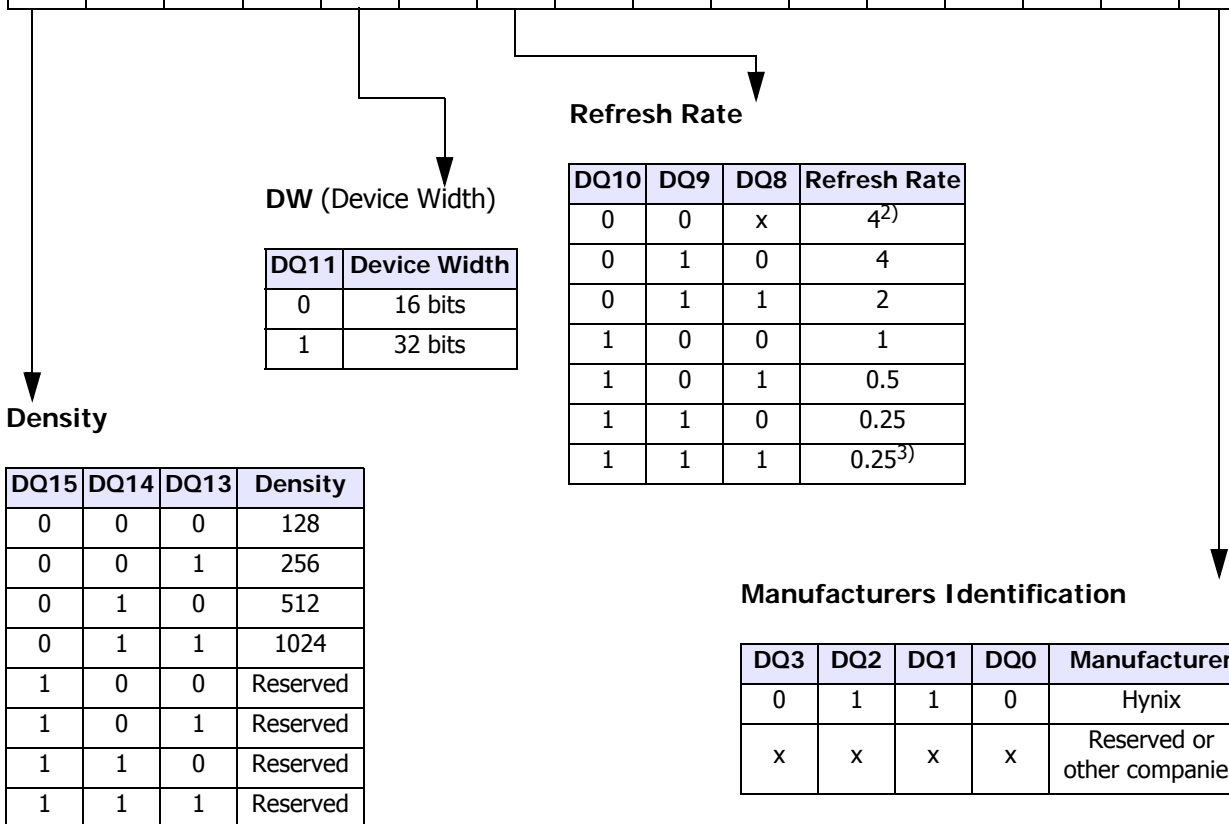 Refresh Rate
DQ10 DQ9 DQ8 Refresh Rate
0 0 x 42)
0 1 0 4
0 1 1 2
1 0 0 1
1 0 1 0.5
1 1 0 0.25
1 1 1 0.253)
DW (Device Width)
DQ11 Device Width
0 16 bits
1 32 bits
Density
DQ15 DQ14 DQ13 Density
0 0 0 128
0 0 1 256
0 1 0 512
0 1 1 1024
1 0 0 Reserved
1 0 1 Reserved
1 1 0 Reserved
1 1 1 Reserved
Manufacturers Identification
DQ3 DQ2 DQ1 DQ0 Manufacturer
0 1 1 0 Hynix
x x x x Reserved or
other companie